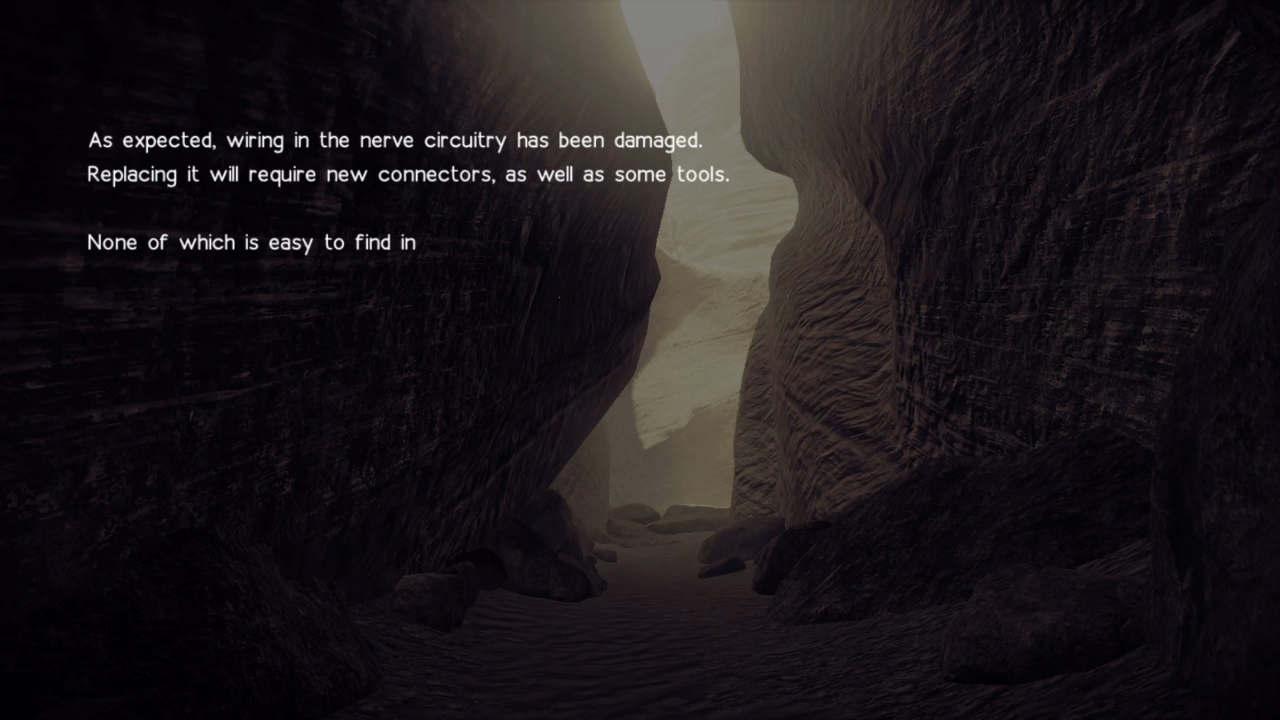 As expected, wiring in the nerve circuitry has been damaged.
Replacing it will require new connectors, as well as some tools.
None of which is easy to find in